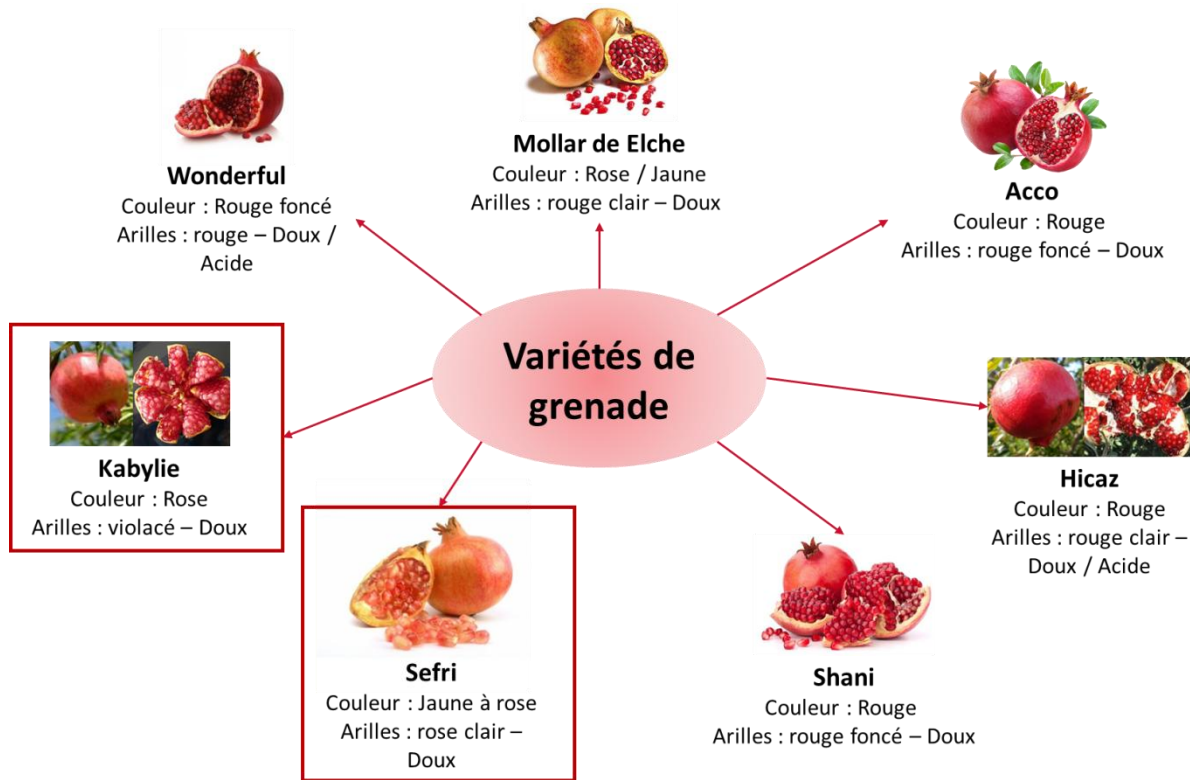 Wonderful
Couleur : Rouge foncé
Arilles : rouge – Doux /
Acide
Mollar de Elche
Couleur : Rose / Jaune
Arilles : rouge clair – Doux
Acco
Couleur : Rouge
Arilles : rouge foncé – Doux
Variétés de
grenade
Kabylie
Couleur : Rose
Arilles : violacé – Doux
Hicaz
Couleur : Rouge
Arilles : rouge clair –
Doux / Acide
Sefri
Couleur : Jaune à rose
Arilles : rose clair –
Doux
Shani
Couleur : Rouge
Arilles : rouge foncé – Doux